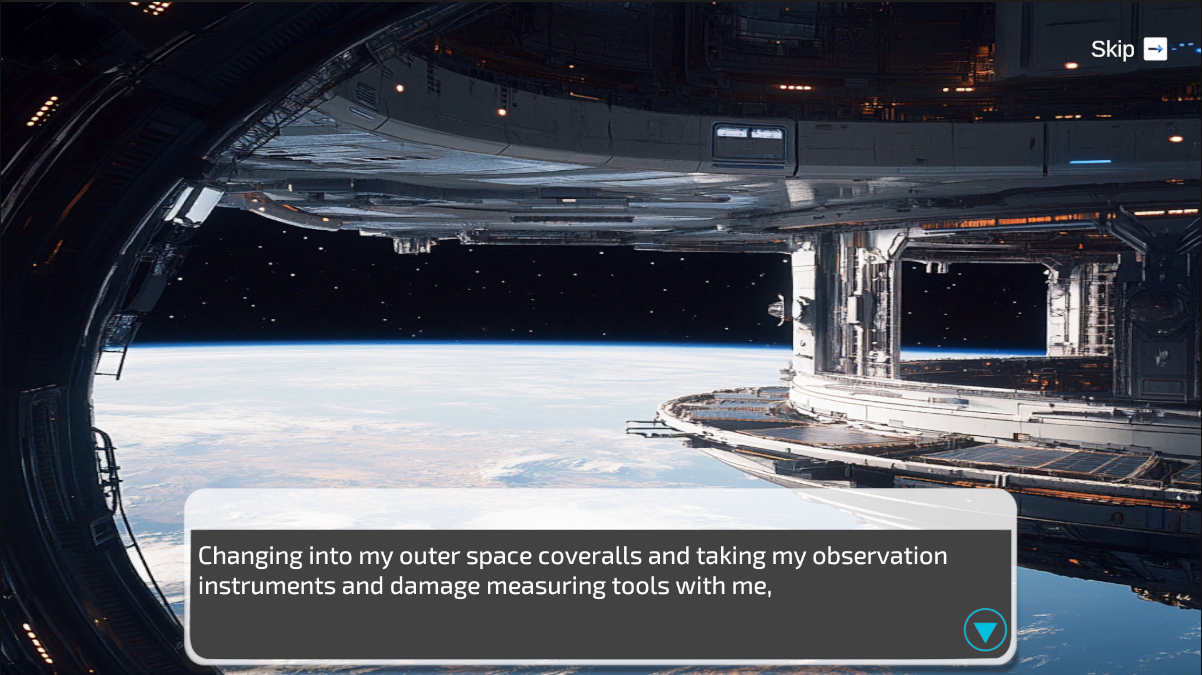 Skip
Changing into my outer space coveralls and taking my observation
instruments and damage measuring tools with me,